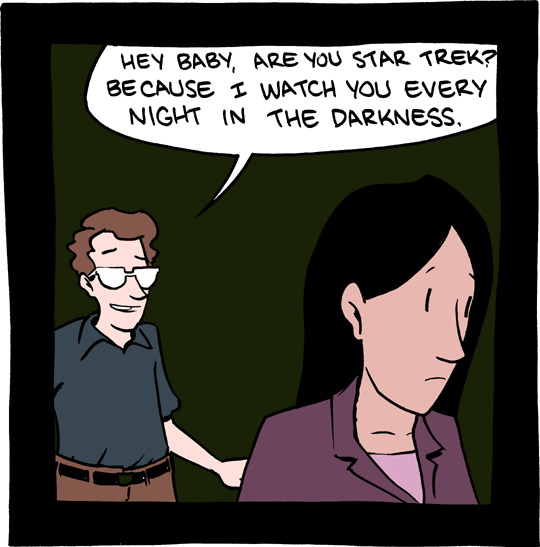 HEY BABY, ARE YOU STAR TREK?
BECAUSE I WATCH YOU EVERY
NIGHT IN THE DARKNESS.